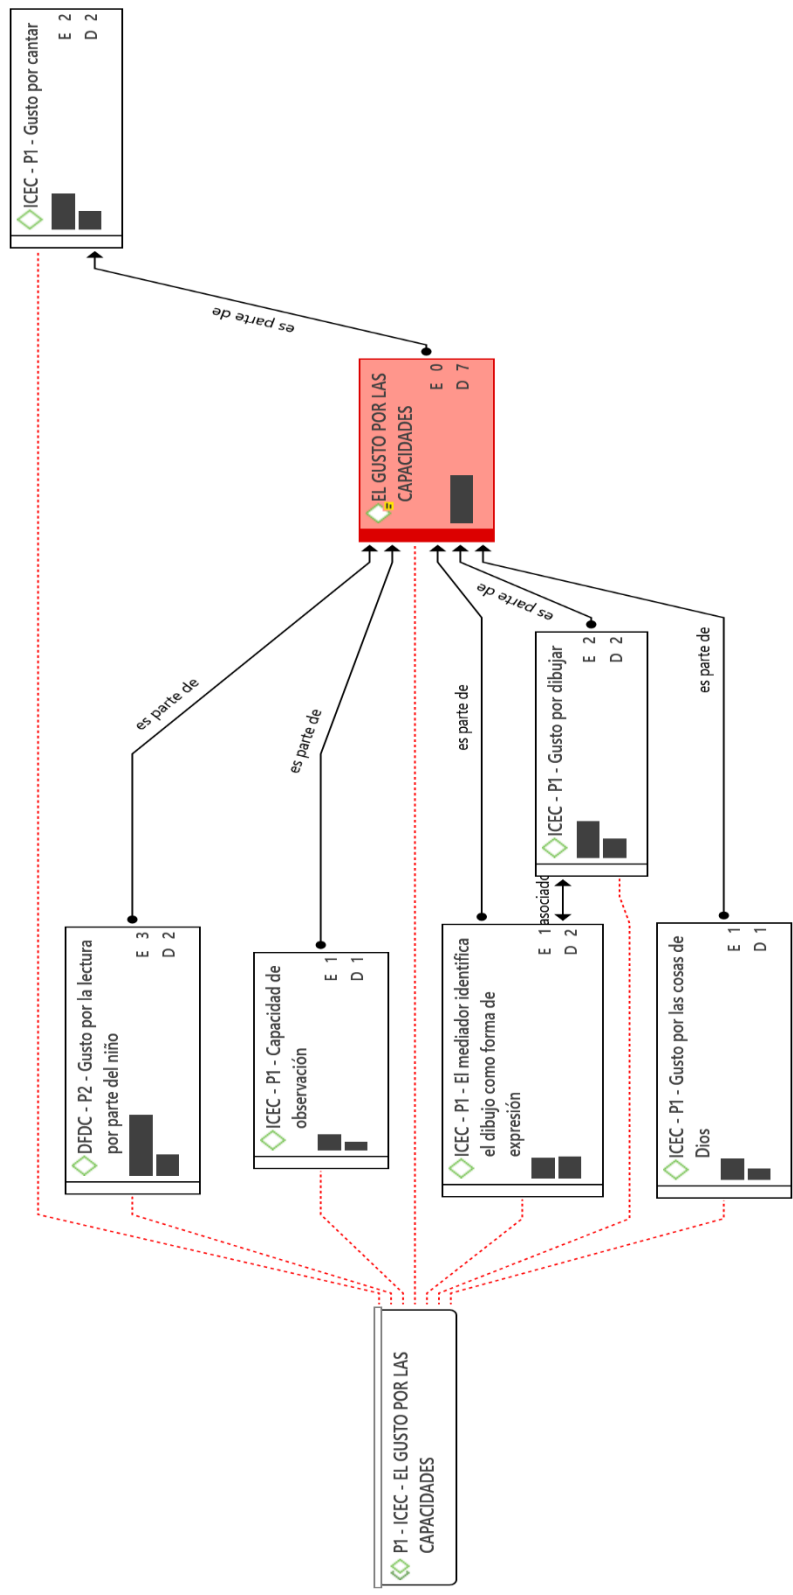 P1 - ICEC - EL GUSTO POR LAS
CAPACIDADES
DFDC - P2 - Gusto por la lectura
por parte del niño
E 3
D 2
ICEC - P1 - Capacidad de
observación
E 1
D 1
ICEC - P1 - El mediador identifica
el dibujo como forma de
expresión
E 1
D 2
ICEC - P1 - Gusto por las cosas de
Dios
E 1
D 1
asociado
ICEC - P1 - Gusto por dibujar
E 2
D 2
es parte de
es parte de
es parte de
es parte de
es parte de
EL GUSTO POR LAS
CAPACIDADES
E 0
D 7
es parte de
ICEC - P1 - Gusto por cantar
E 2
D 2